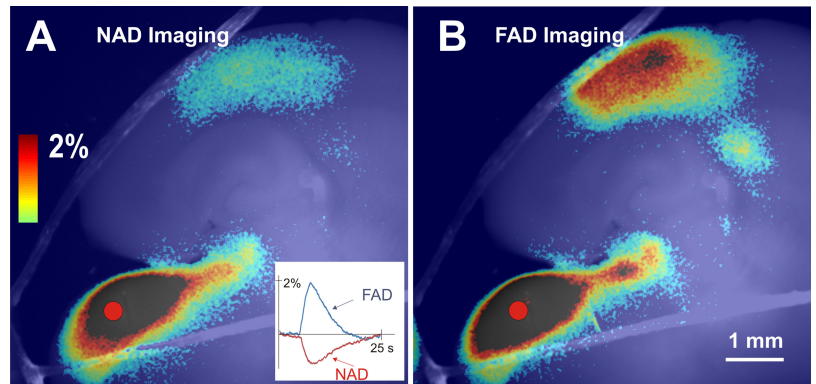 A NAD Imaging
B FAD Imaging
2%
2%
FAD
25 s
NAD
1 mm